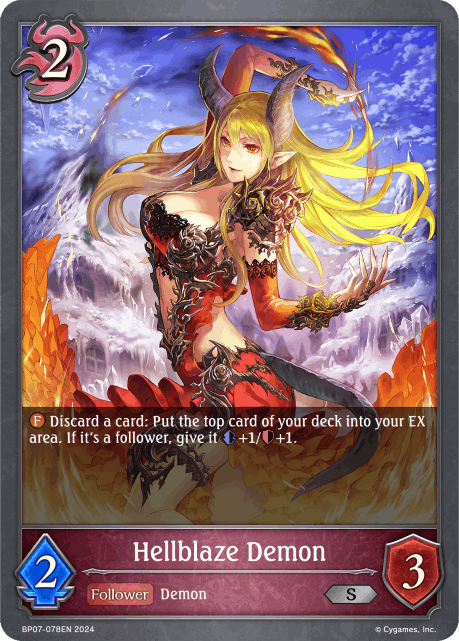 2
F Discard a card: Put the top card of your deck into your EX
area. If it's a follower, give it +1/+1.
Hellblaze Demon
2
Follower Demon
S
3
BP07-078EN 2024
© Cygames, Inc.